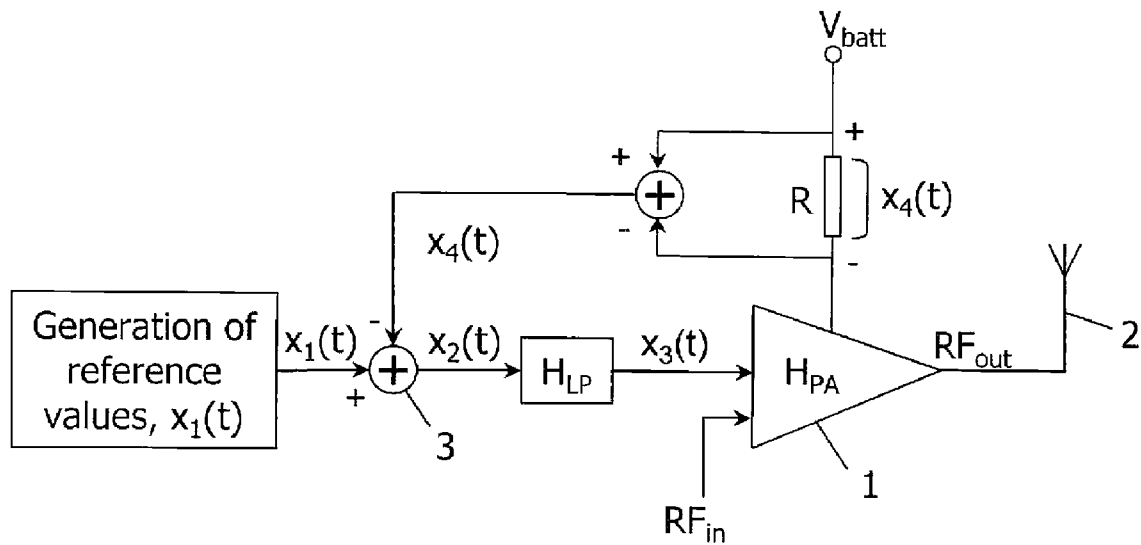 V_batt
+
+
R
x₄(t)
-
-
x₄(t)
Generation of
reference
values, x₁(t)
x₁(t)
-
+
x₂(t)
H_LP
x₃(t)
H_PA
RF_out
2
3
1
RF_in
+
+